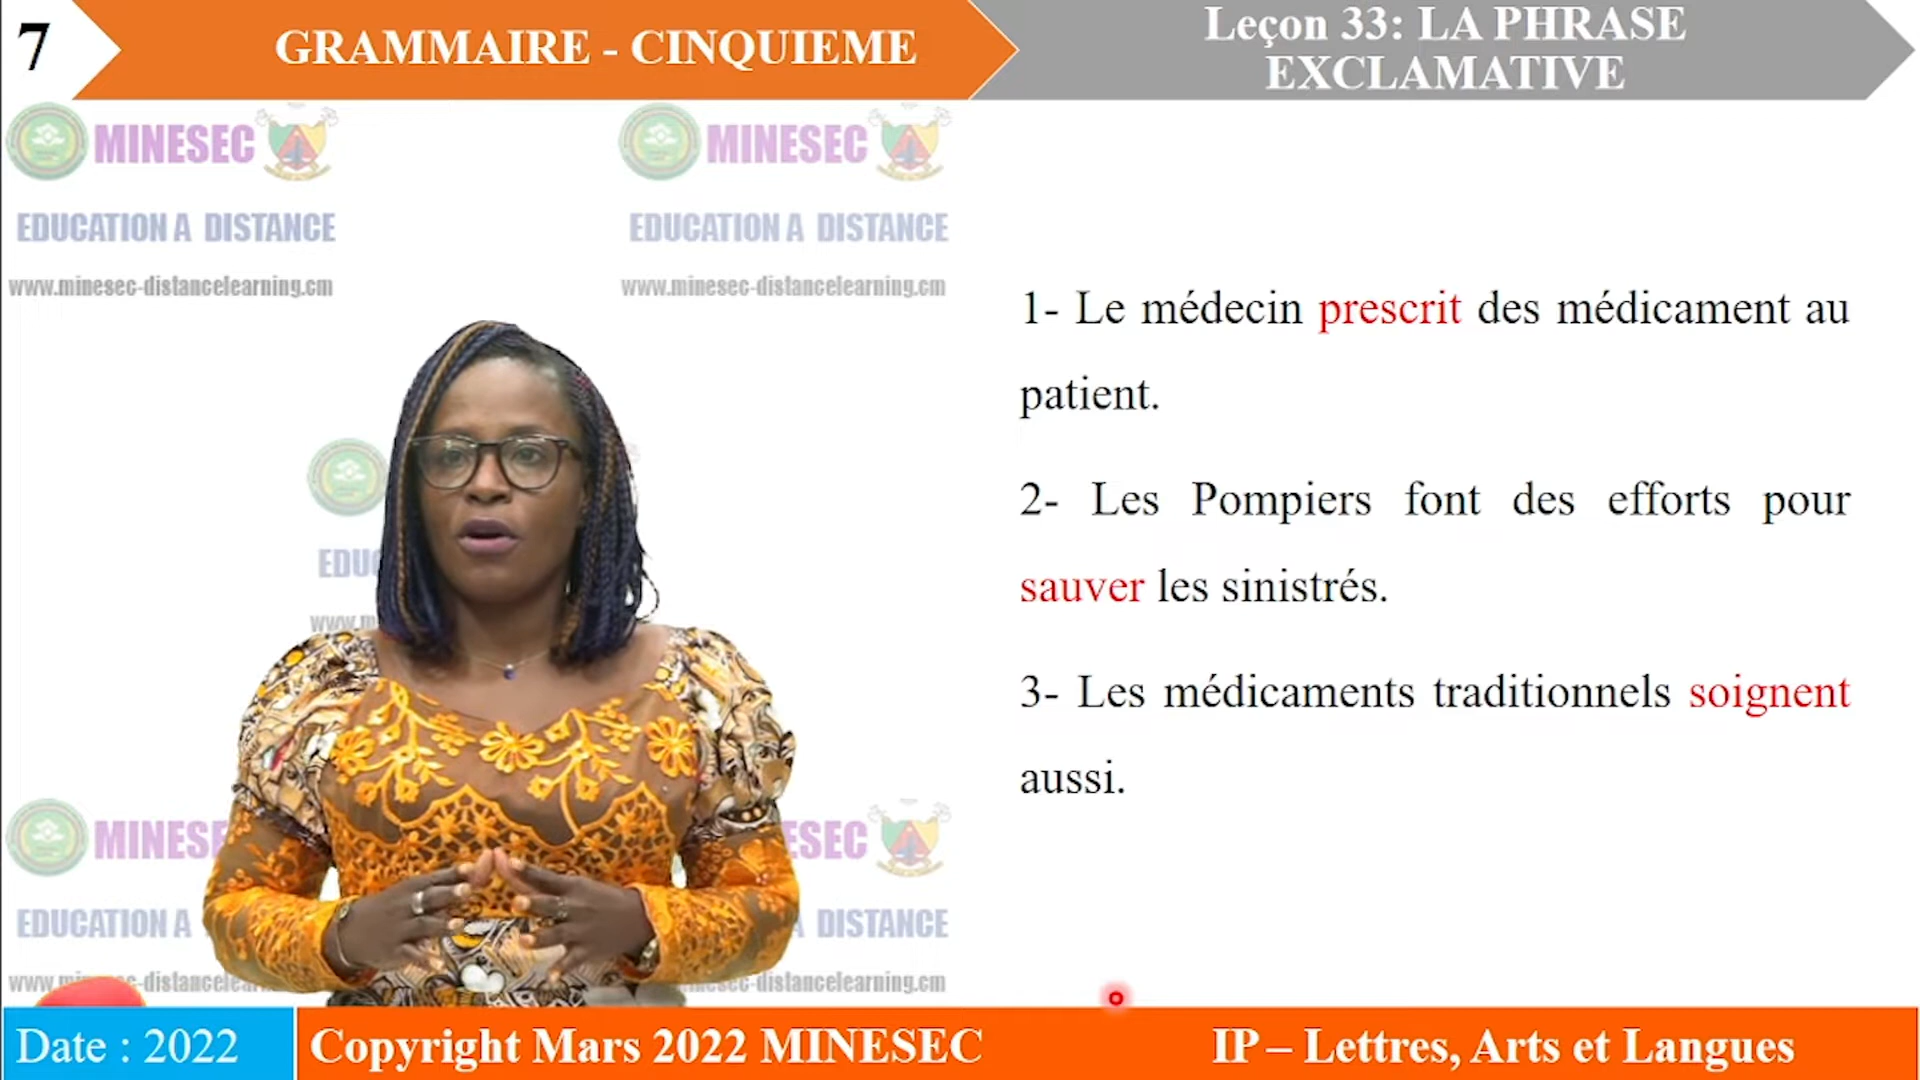 7
GRAMMAIRE - CINQUIEME
Leçon 33: LA PHRASE
EXCLAMATIVE
MINESEC
EDUCATION A DISTANCE
www.minesec-distancelearning.cm
MINESEC
EDUCATION A DISTANCE
www.minesec-distancelearning.cm
1- Le médecin prescrit des médicament au
patient.
2- Les Pompiers font des efforts pour
sauver les sinistrés.
3- Les médicaments traditionnels soignent
aussi.
Date : 2022
Copyright Mars 2022 MINESEC
IP – Lettres, Arts et Langues